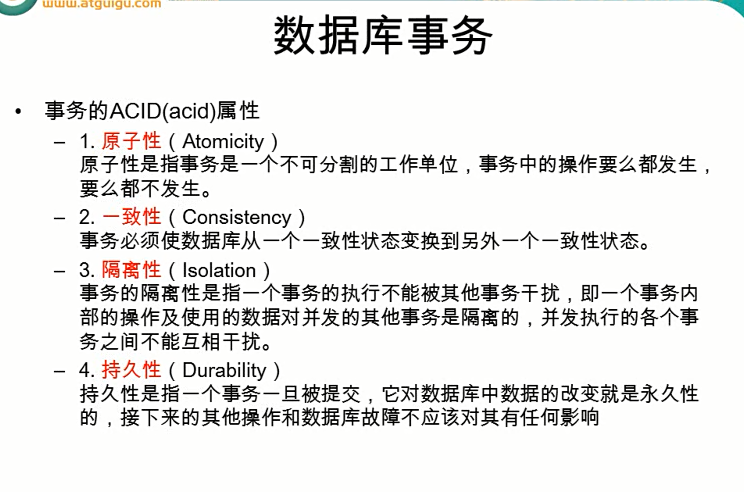 www.atguigu.com
数据库事务
• 事务的ACID(acid)属性
– 1. 原子性（Atomicity）
原子性是指事务是一个不可分割的工作单位，事务中的操作要么都发生，
要么都不发生。
– 2. 一致性（Consistency）
事务必须使数据库从一个一致性状态变换到另外一个一致性状态。
– 3. 隔离性（Isolation）
事务的隔离性是指一个事务的执行不能被其他事务干扰，即一个事务内
部的操作及使用的数据对并发的其他事务是隔离的，并发执行的各个事
务之间不能互相干扰。
– 4. 持久性（Durability）
持久性是指一个事务一旦被提交，它对数据库中数据的改变就是永久性
的，接下来的其他操作和数据库故障不应该对其有任何影响